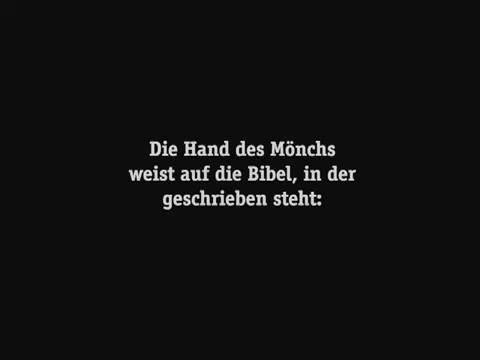 Die Hand des Mönchs
weist auf die Bibel, in der
geschrieben steht: